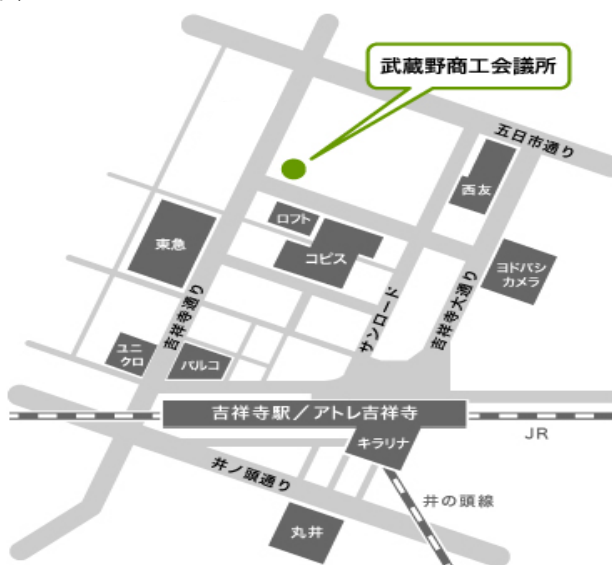 武蔵野商工会議所
五日市通り
西友
ロフト
東急
コピス
ヨドバシ
カメラ
吉祥寺通り
サンロード
吉祥寺大通り
ユニ
クロ
パルコ
吉祥寺駅／アトレ吉祥寺
キラリナ
JR
井ノ頭通り
井の頭線
丸井